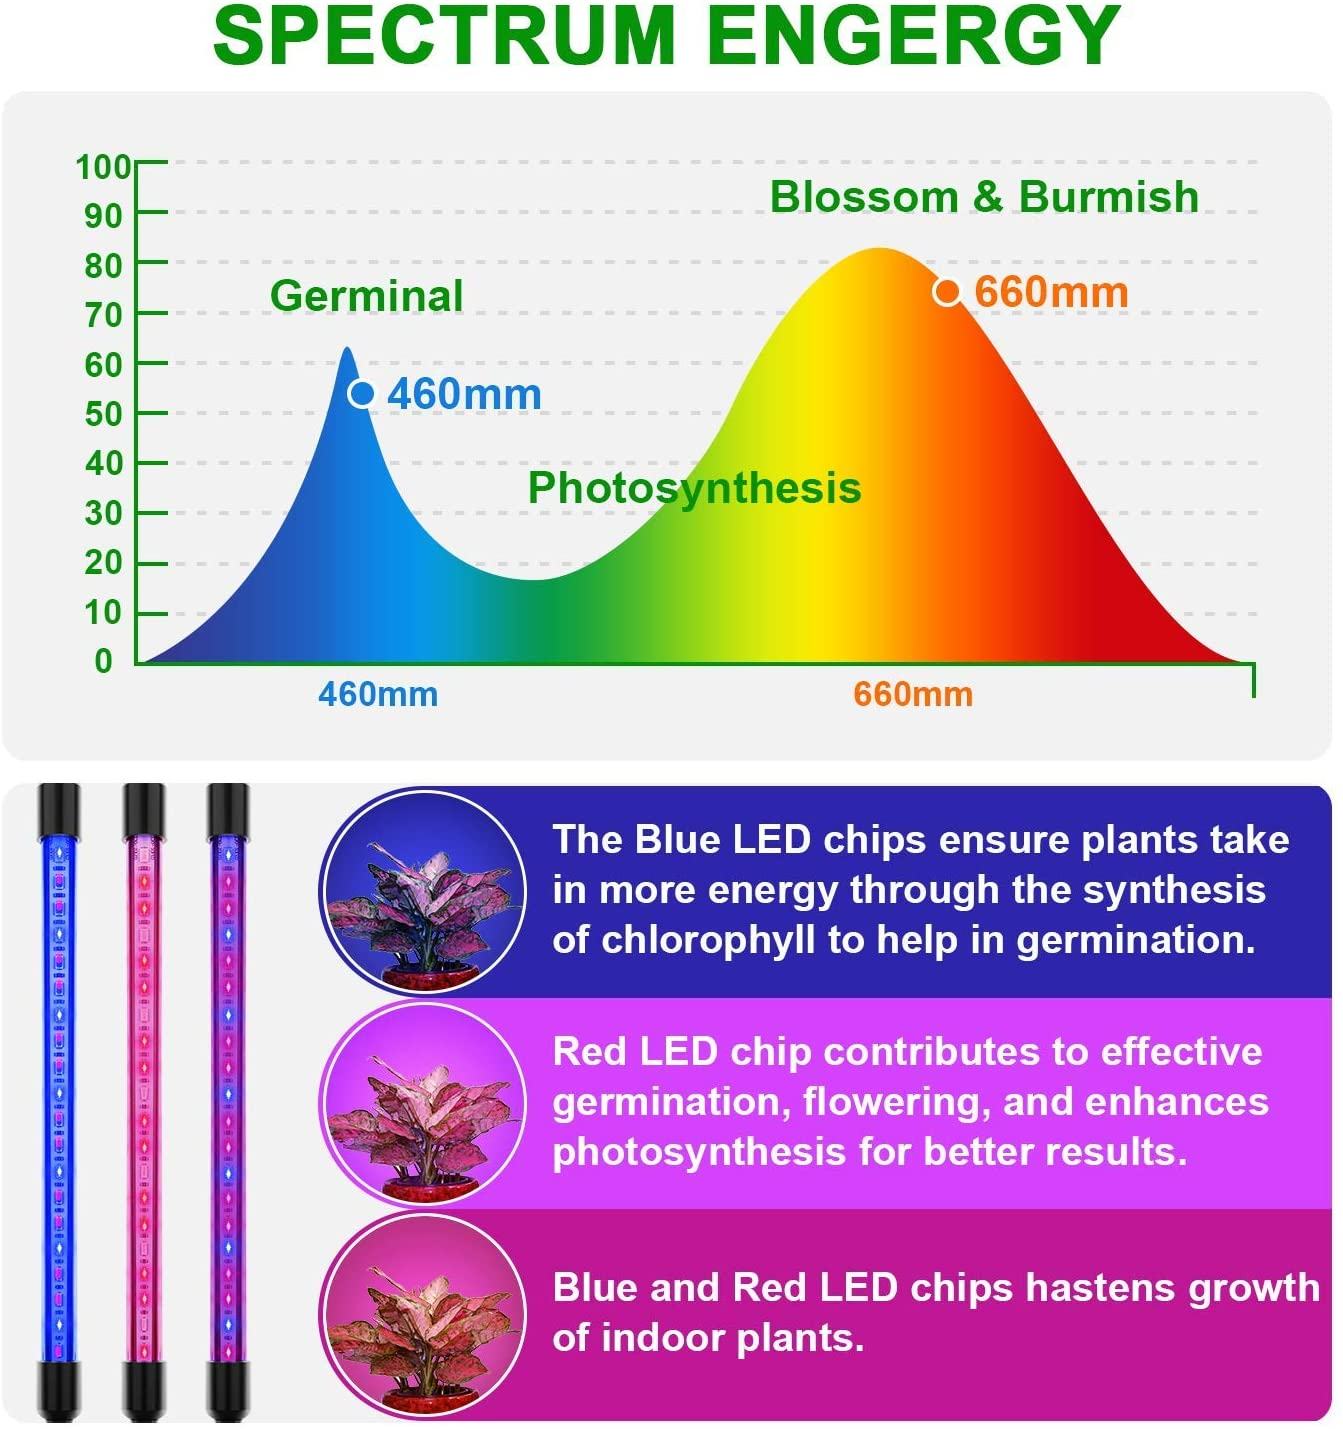 SPECTRUM ENGERGY
100
90
80
70
60
50
40
30
20
10
0
Blossom & Burmish
Germinal
660mm
460mm
Photosynthesis
460mm
660mm
The Blue LED chips ensure plants take
in more energy through the synthesis
of chlorophyll to help in germination.
Red LED chip contributes to effective
germination, flowering, and enhances
photosynthesis for better results.
Blue and Red LED chips hastens growth
of indoor plants.